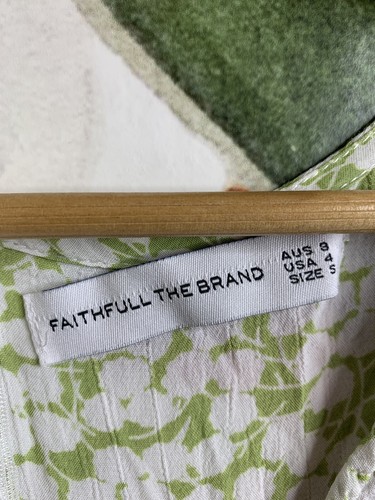 FAITHFULL THE BRAND
AUS 8
USA 4
SIZE S